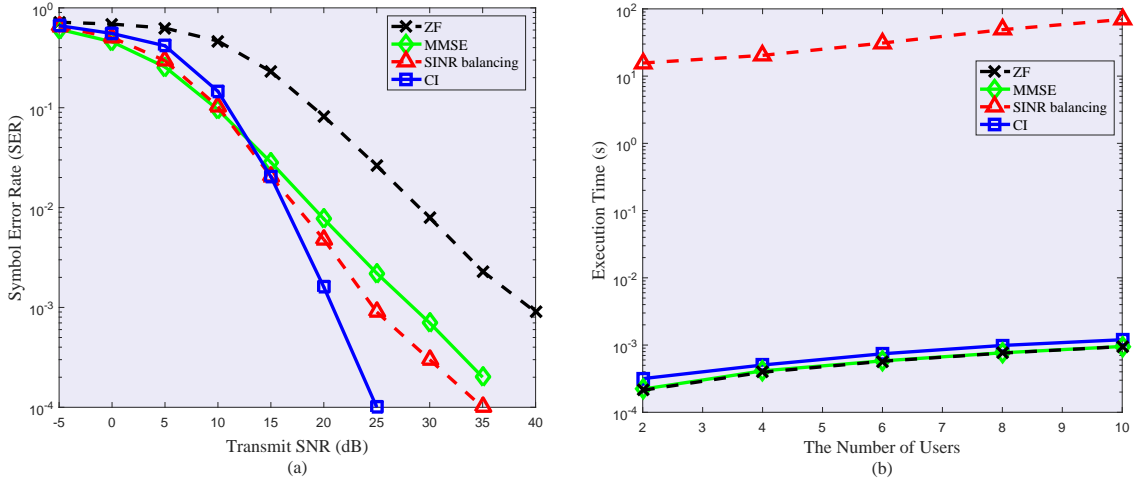 10^0
10^-1
10^-2
10^-3
10^-4
Symbol Error Rate (SER)
-5 0 5 10 15 20 25 30 35 40
Transmit SNR (dB)
(a)
ZF
MMSE
SINR balancing
CI
10^2
10^1
10^0
10^-1
10^-2
10^-3
10^-4
Execution Time (s)
2 3 4 5 6 7 8 9 10
The Number of Users
(b)
ZF
MMSE
SINR balancing
CI